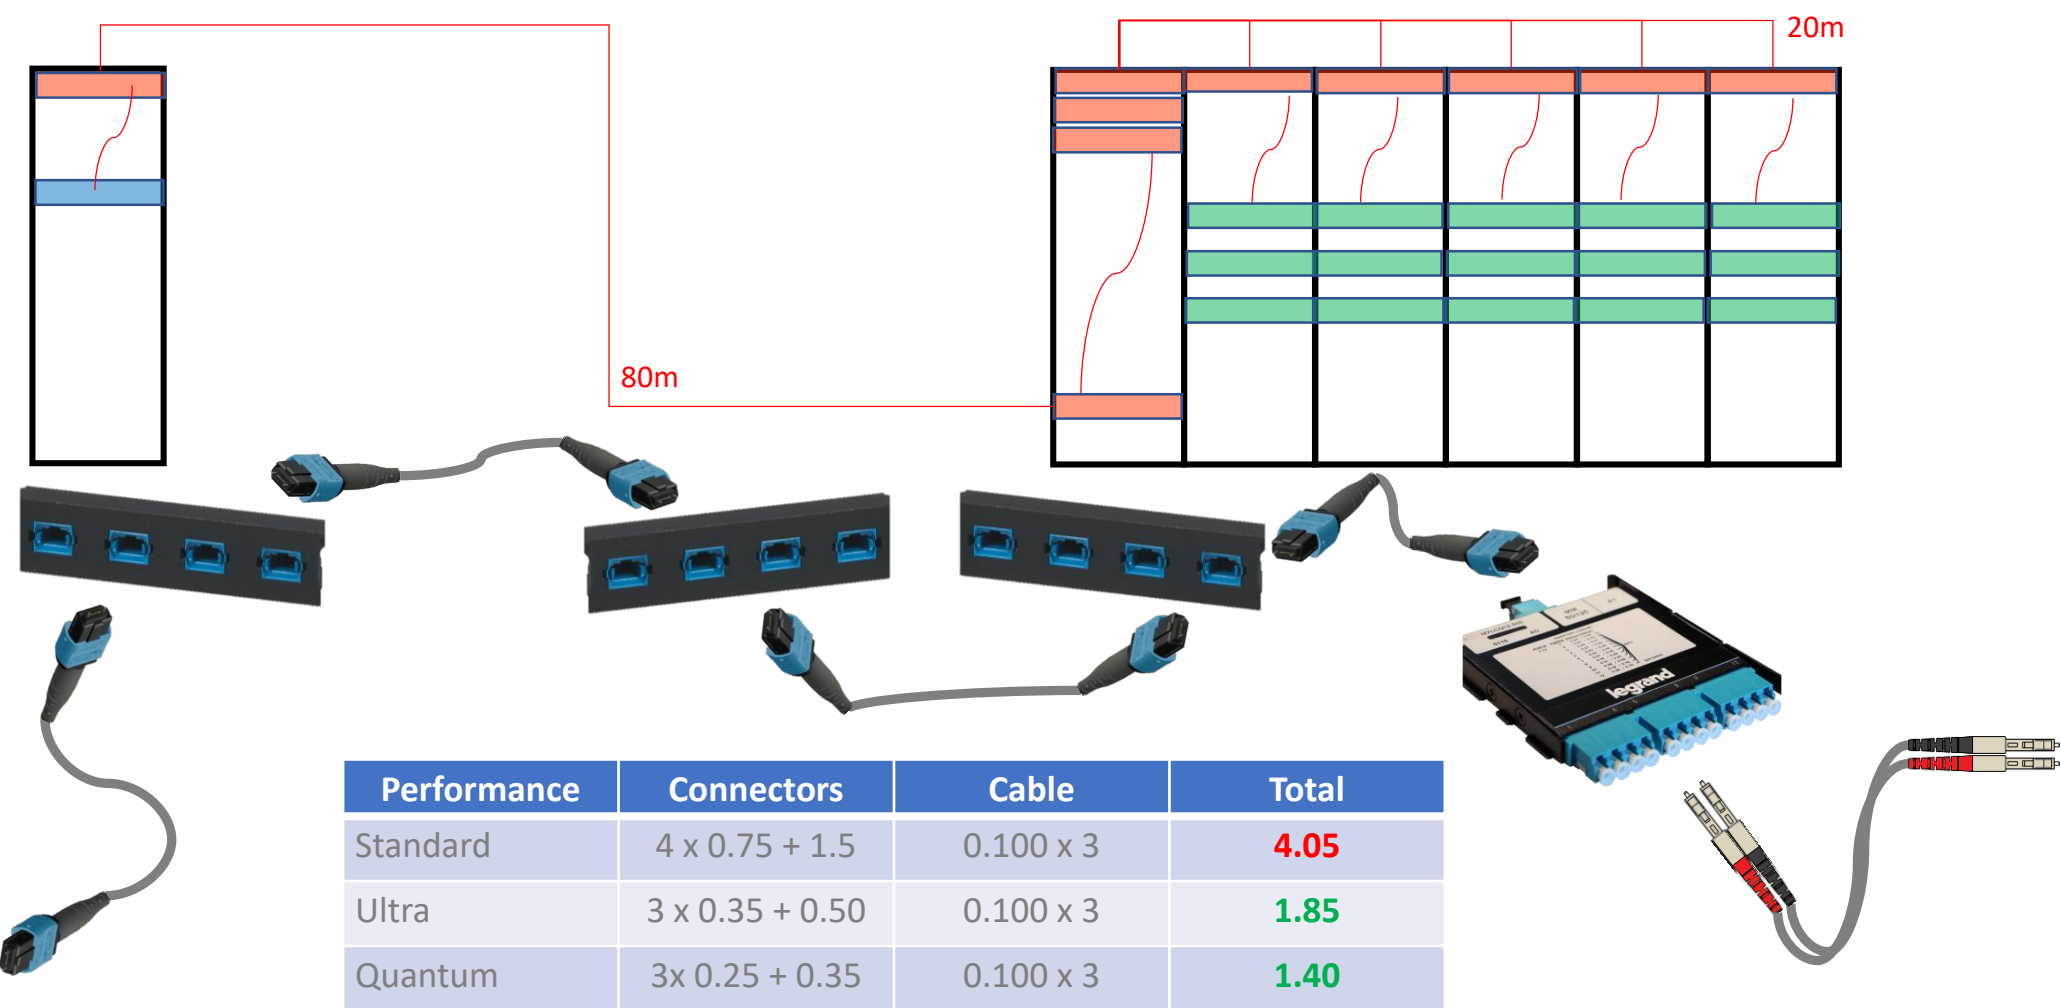 20m
80m
legrand
Performance Connectors Cable Total
Standard 4 x 0.75 + 1.5 0.100 x 3 4.05
Ultra 3 x 0.35 + 0.50 0.100 x 3 1.85
Quantum 3x 0.25 + 0.35 0.100 x 3 1.40